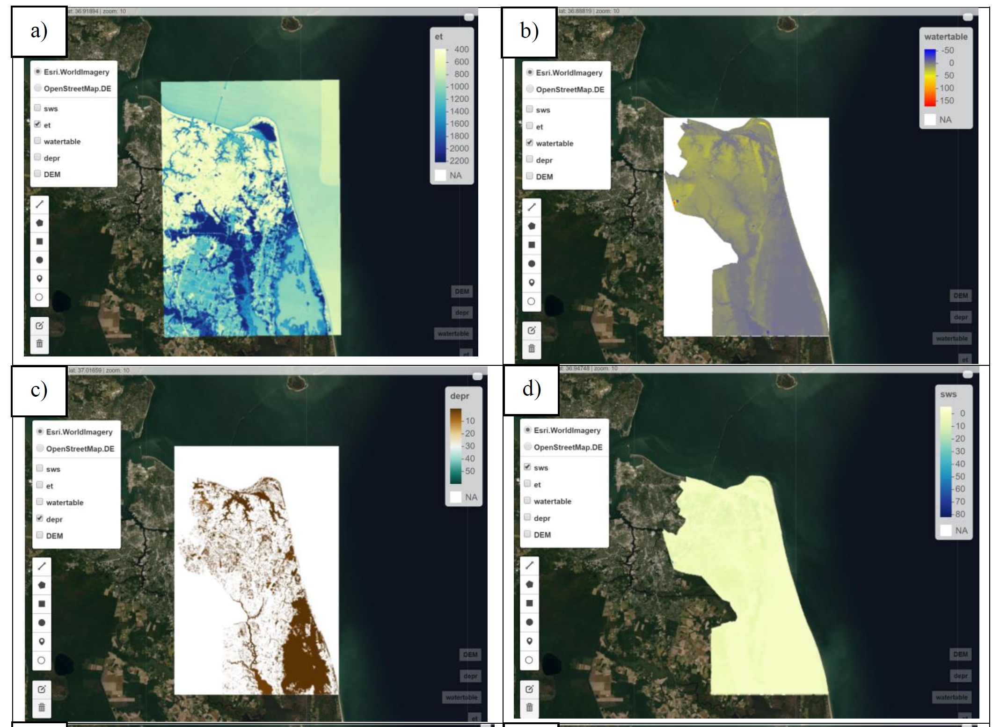 a)
at: 36.91894 | zoom: 10
Esri.WorldImagery
OpenStreetMap.DE
sws
et
watertable
depr
DEM
et
400
600
800
1000
1200
1400
1600
1800
2000
2200
NA
DEM
depr
watertable
et
b)
lat: 36.88819 | zoom: 10
Esri.WorldImagery
OpenStreetMap.DE
sws
et
watertable
depr
DEM
watertable
-50
0
50
100
150
NA
DEM
depr
watertable
et
c)
lat: 37.01659 | zoom: 10
Esri.WorldImagery
OpenStreetMap.DE
sws
et
watertable
depr
DEM
depr
10
20
30
40
50
NA
DEM
depr
watertable
et
d)
at: 36.94748 | zoom: 10
Esri.WorldImagery
OpenStreetMap.DE
sws
et
watertable
depr
DEM
sws
0
10
20
30
40
50
60
70
80
NA
DEM
depr
watertable